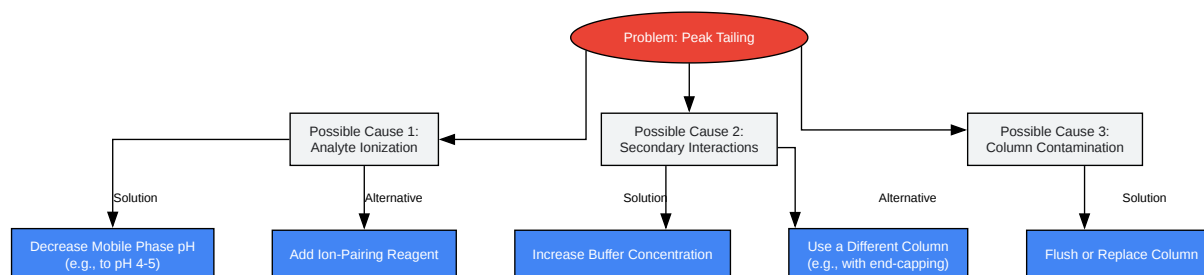 Problem: Peak Tailing
Possible Cause 1:
Analyte Ionization
Possible Cause 2:
Secondary Interactions
Possible Cause 3:
Column Contamination
Solution
Alternative
Solution
Alternative
Solution
Decrease Mobile Phase pH
(e.g., to pH 4-5)
Add Ion-Pairing Reagent
Increase Buffer Concentration
Use a Different Column
(e.g., with end-capping)
Flush or Replace Column